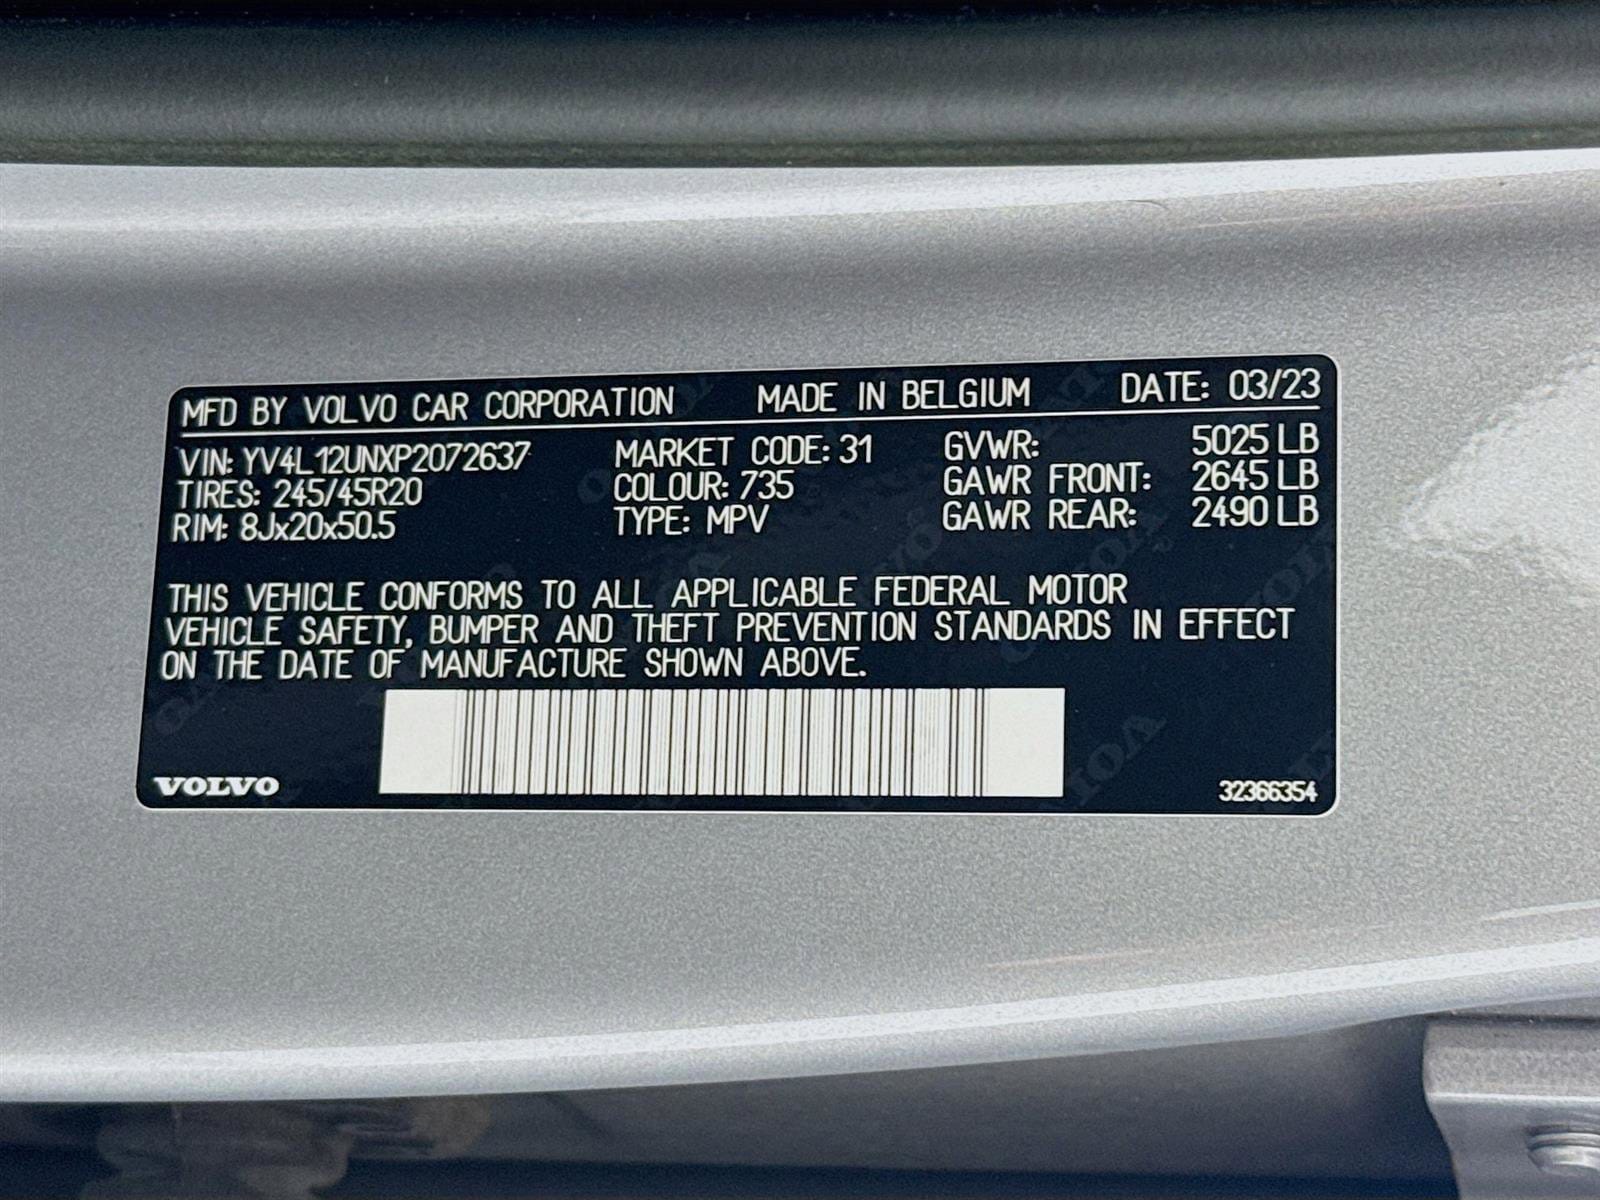 MFD BY VOLVO CAR CORPORATION MADE IN BELGIUM DATE: 03/23
VIN: YV4L12UNXP2072637 MARKET CODE: 31 GVWR: 5025 LB
TIRES: 245/45R20 COLOUR: 735 GAWR FRONT: 2645 LB
RIM: 8Jx20x50.5 TYPE: MPV GAWR REAR: 2490 LB
THIS VEHICLE CONFORMS TO ALL APPLICABLE FEDERAL MOTOR
VEHICLE SAFETY, BUMPER AND THEFT PREVENTION STANDARDS IN EFFECT
ON THE DATE OF MANUFACTURE SHOWN ABOVE.
VOLVO 32366354